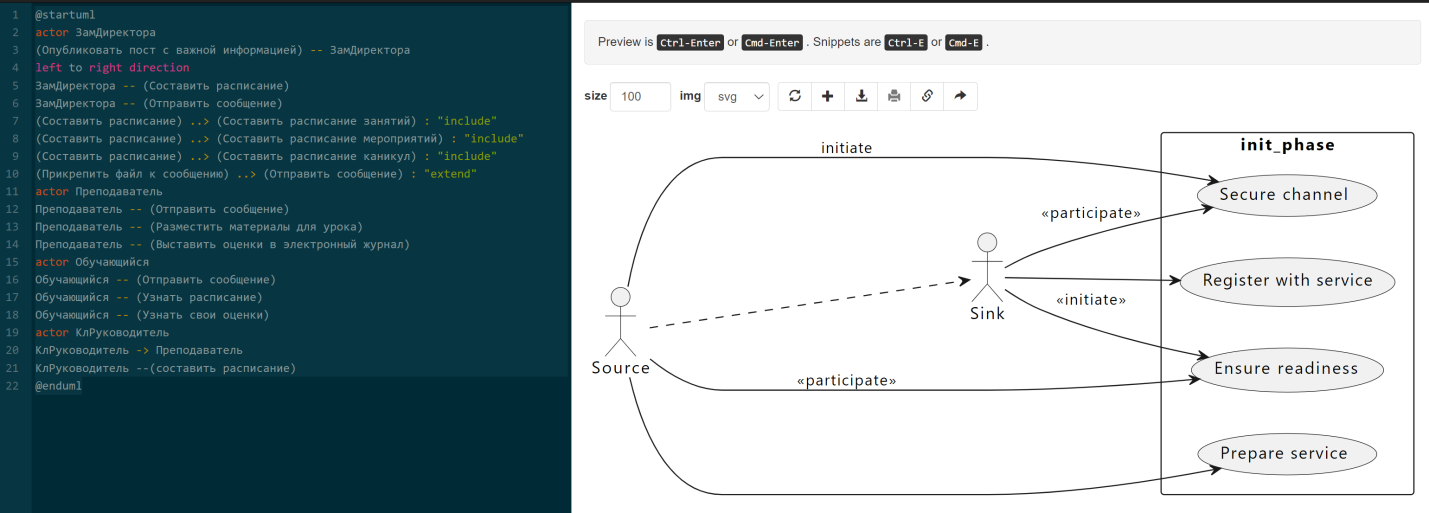 1 @startuml
2 actor ЗамДиректора
3 (Опубликовать пост с важной информацией) -- ЗамДиректора
4 left to right direction
5 ЗамДиректора -- (Составить расписание)
6 ЗамДиректора -- (Отправить сообщение)
7 (Составить расписание) ..> (Составить расписание занятий) : "include"
8 (Составить расписание) ..> (Составить расписание мероприятий) : "include"
9 (Составить расписание) ..> (Составить расписание каникул) : "include"
10 (Прикрепить файл к сообщению) ..> (Отправить сообщение) : "extend"
11 actor Преподаватель
12 Преподаватель -- (Отправить сообщение)
13 Преподаватель -- (Разместить материалы для урока)
14 Преподаватель -- (Выставить оценки в электронный журнал)
15 actor Обучающийся
16 Обучающийся -- (Отправить сообщение)
17 Обучающийся -- (Узнать расписание)
18 Обучающийся -- (Узнать свои оценки)
19 actor КлРуководитель
20 КлРуководитель -> Преподаватель
21 КлРуководитель --(составить расписание)
22 @enduml
Preview is Ctrl-Enter or Cmd-Enter . Snippets are Ctrl-E or Cmd-E .
size 100 img svg
init_phase
initiate
Secure channel
«participate»
Register with service
Sink
«initiate»
Source
Ensure readiness
«participate»
Prepare service